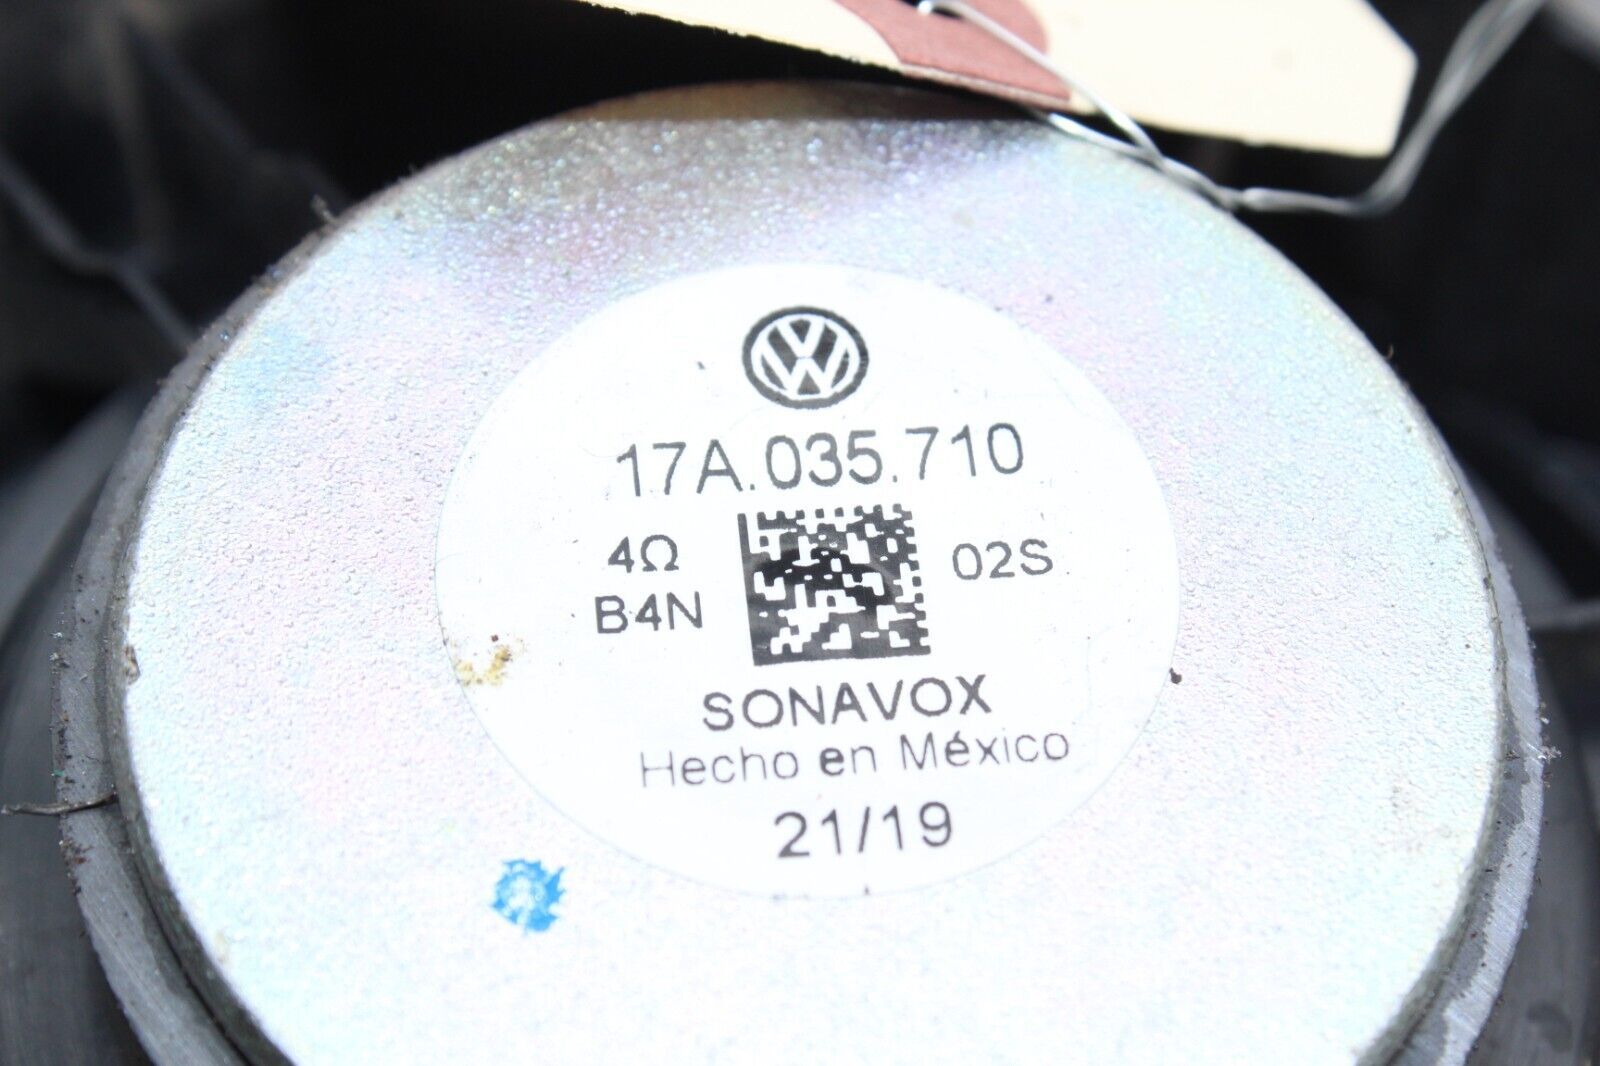 17A.035.710
4Ω
02S
B4N
SONAVOX
Hecho en México
21/19